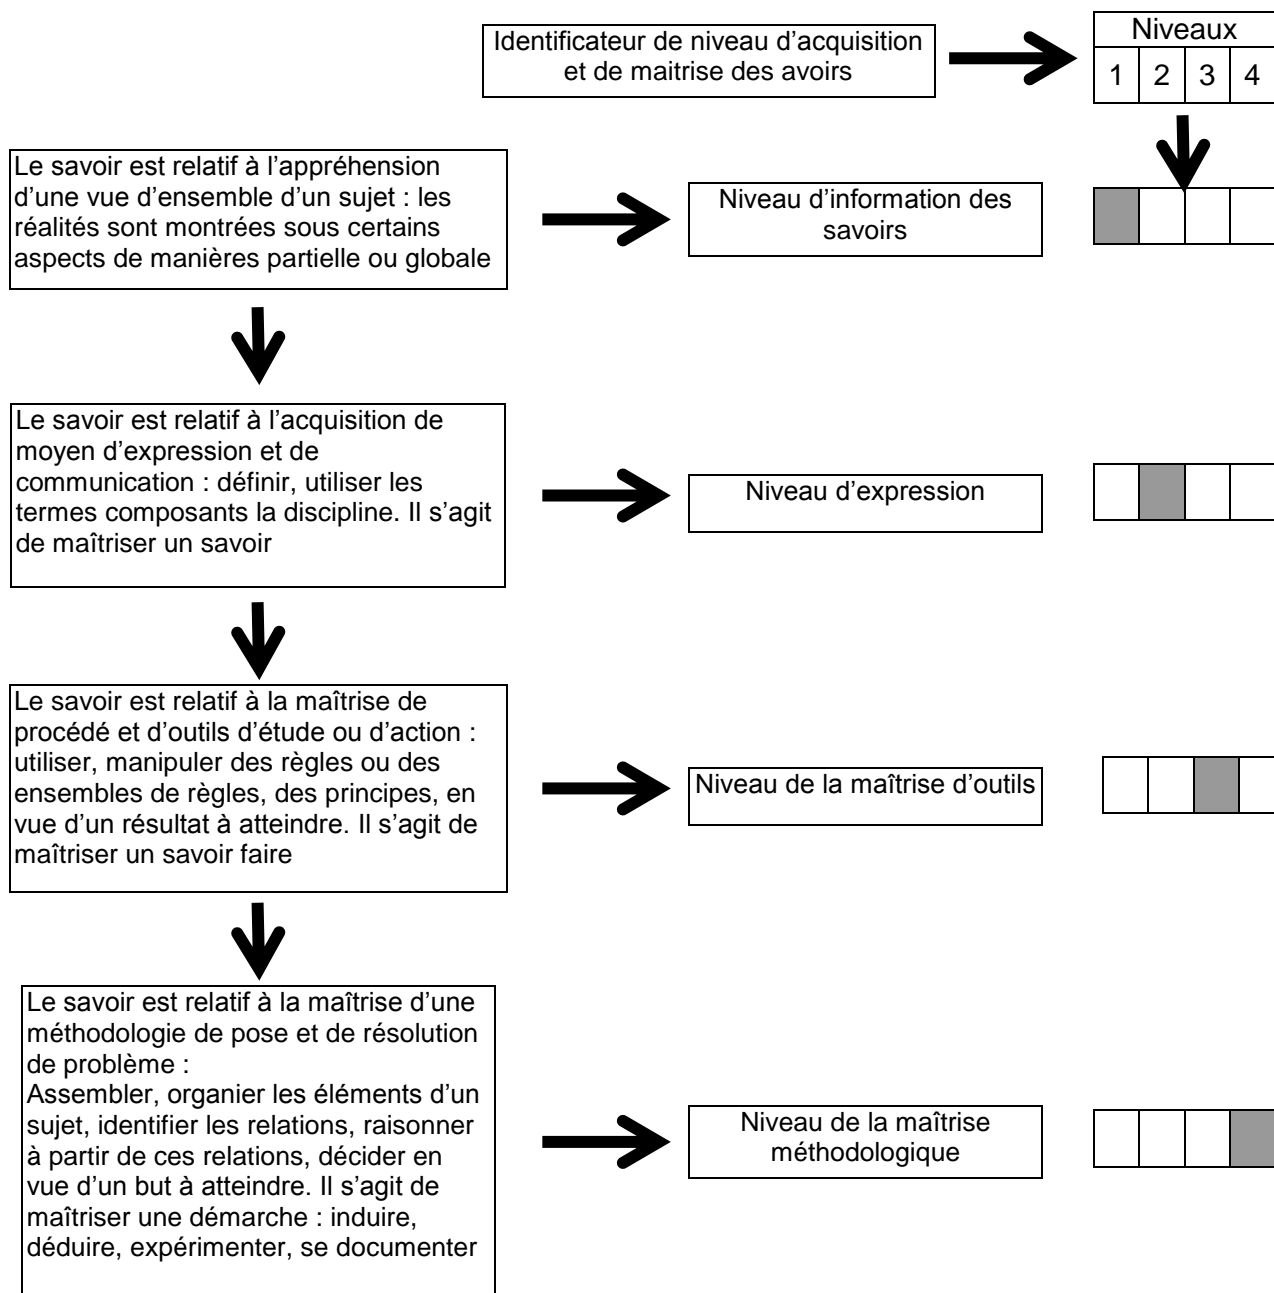 Identificateur de niveau d’acquisition
et de maitrise des avoirs
Niveaux
1 2 3 4
Le savoir est relatif à l’appréhension
d’une vue d’ensemble d’un sujet : les
réalités sont montrées sous certains
aspects de manières partielle ou globale
Niveau d’information des
savoirs
Le savoir est relatif à l’acquisition de
moyen d’expression et de
communication : définir, utiliser les
termes composants la discipline. Il s’agit
de maîtriser un savoir
Niveau d’expression
Le savoir est relatif à la maîtrise de
procédé et d’outils d’étude ou d’action :
utiliser, manipuler des règles ou des
ensembles de règles, des principes, en
vue d’un résultat à atteindre. Il s’agit de
maîtriser un savoir faire
Niveau de la maîtrise d’outils
Le savoir est relatif à la maîtrise d’une
méthodologie de pose et de résolution
de problème :
Assembler, organier les éléments d’un
sujet, identifier les relations, raisonner
à partir de ces relations, décider en
vue d’un but à atteindre. Il s’agit de
maîtriser une démarche : induire,
déduire, expérimenter, se documenter
Niveau de la maîtrise
méthodologique